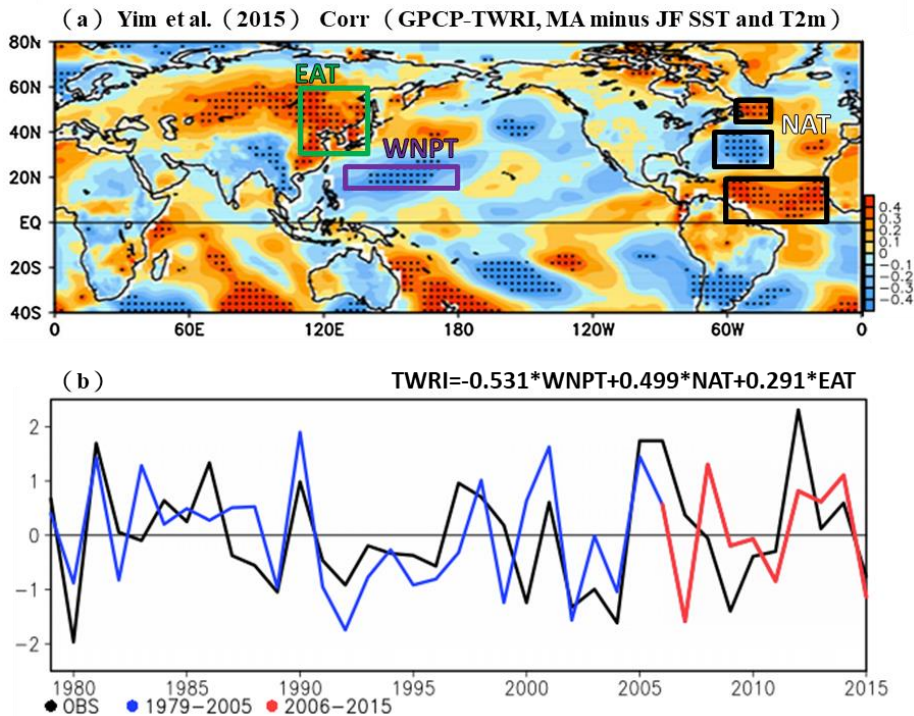 (a) Yim et al. (2015) Corr (GPCP-TWRI, MA minus JF SST and T2m)
80N
60N
40N
20N
EQ
20S
40S
EAT
WNPT
NAT
0.4
0.3
0.2
0.1
0
-0.1
-0.2
-0.3
-0.4
0 60E 120E 180 120W 60W 0
(b) TWRI=-0.531*WNPT+0.499*NAT+0.291*EAT
2
1
0
-1
-2
1980 1985 1990 1995 2000 2005 2010 2015
OBS 1979-2005 2006-2015